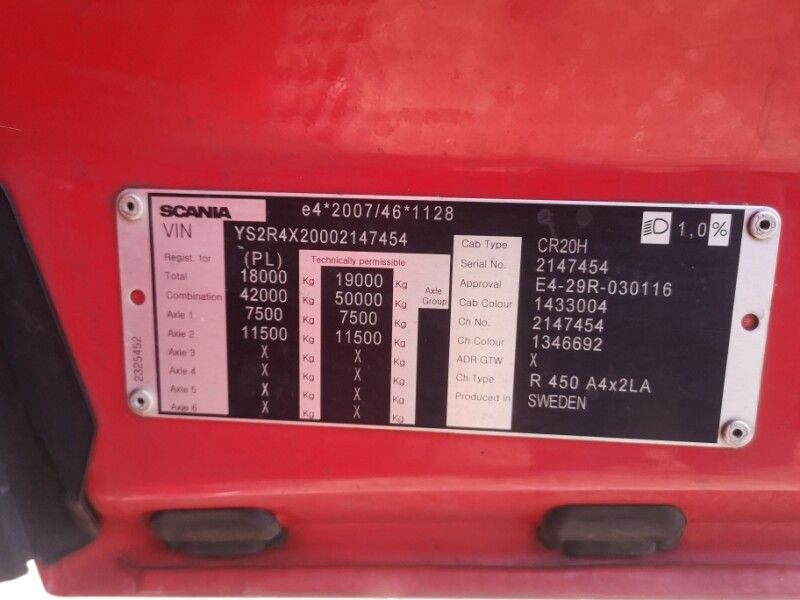 SCANIA e4*2007/46*1128
VIN YS2R4X20002147454
1,0%
Regist. for (PL) Technically permissible
Total 18000 Kg 19000 Kg
Combination 42000 Kg 50000 Kg Axle Group
Axle 1 7500 Kg 7500 Kg
Axle 2 11500 Kg 11500 Kg
Axle 3 X Kg X Kg
Axle 4 X Kg X Kg
Axle 5 X Kg X Kg
Axle 6 X Kg X Kg
Cab Type CR20H
Serial No. 2147454
Approval E4-29R-030116
Cab Colour 1433004
Ch No. 2147454
Ch Colour 1346692
ADR GTW X
Ch Type R 450 A4x2LA
Produced in SWEDEN
2325452